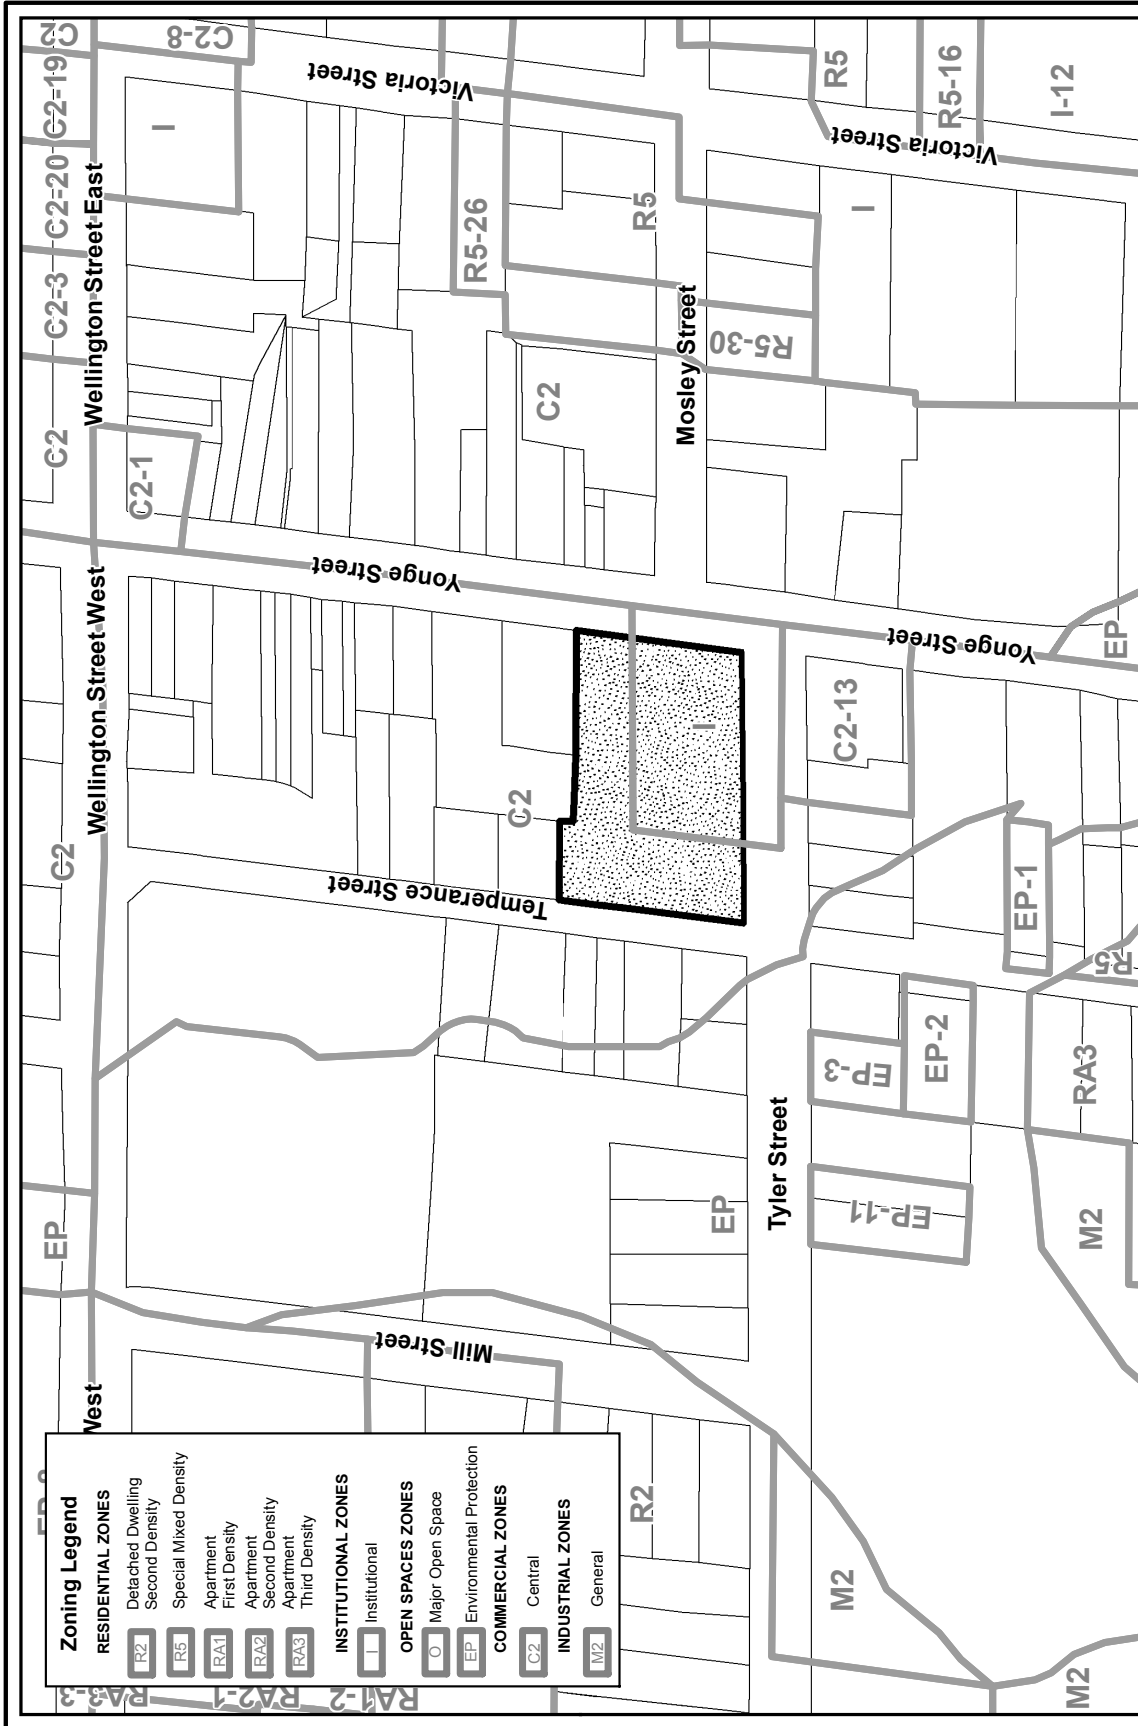 C2
C2-8
C2-19
C2-20
C2-3
C2
C2
EP
Wellington Street East
Wellington Street West
West
I
C2-1
Victoria Street
R5-26
R5
R5
R5-16
I-12
Victoria Street
I
R5-30
Mosley Street
C2
Yonge Street
Yonge Street
EP
C2
I
C2-13
Temperance Street
EP-1
R5
EP-2
EP-3
RA3
Tyler Street
EP
EP-11
M2
Mill Street
R2
M2
M2
RA3-3
RA2-1
RA1-2
Zoning Legend
RESIDENTIAL ZONES
R2 Detached Dwelling
Second Density
R5 Special Mixed Density
RA1 Apartment
First Density
RA2 Apartment
Second Density
RA3 Apartment
Third Density
INSTITUTIONAL ZONES
I Institutional
OPEN SPACES ZONES
O Major Open Space
EP Environmental Protection
COMMERCIAL ZONES
C2 Central
INDUSTRIAL ZONES
M2 General